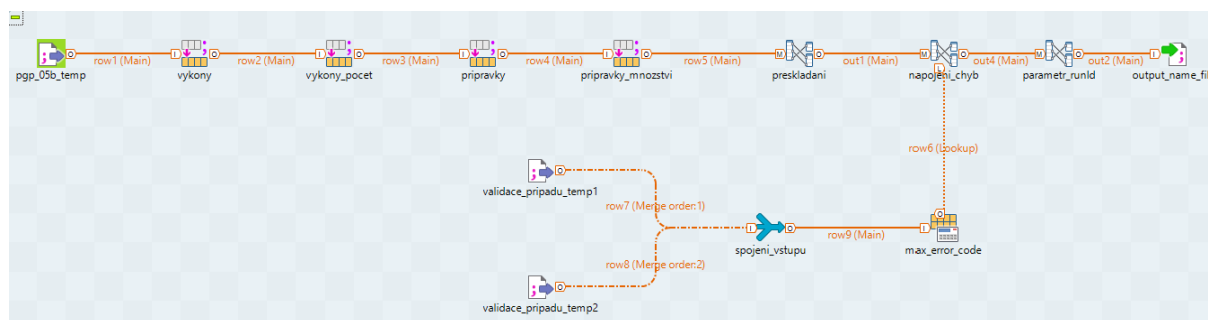 row1 (Main)
row2 (Main)
row3 (Main)
row4 (Main)
row5 (Main)
out1 (Main)
out4 (Main)
out2 (Main)
pgp_05b_temp
vykony
vykony_pocet
pripravky
pripravky_mnozstvi
preskladani
napojeni_chyb
parametr_runId
output_name_fil
row6 (Lookup)
validace_pripadu_temp1
row7 (Merge order:1)
row9 (Main)
spojeni_vstupu
max_error_code
row8 (Merge order:2)
validace_pripadu_temp2